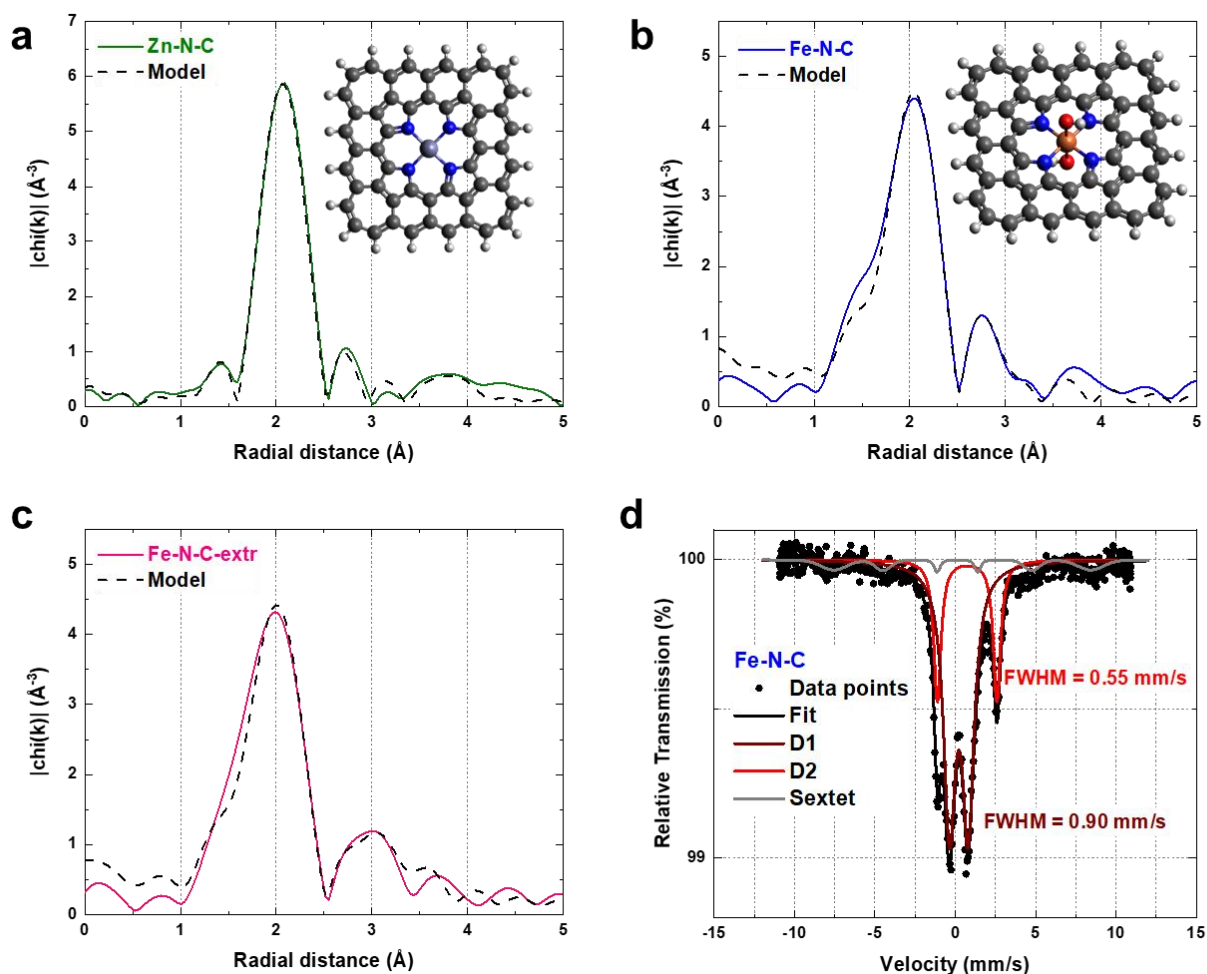 a
Zn-N-C
Model
|chi(k)| (Å-3)
7
6
5
4
3
2
1
0
0 1 2 3 4 5
Radial distance (Å)
b
Fe-N-C
Model
|chi(k)| (Å-3)
5
4
3
2
1
0
0 1 2 3 4 5
Radial distance (Å)
c
Fe-N-C-extr
Model
|chi(k)| (Å-3)
5
4
3
2
1
0
0 1 2 3 4 5
Radial distance (Å)
d
Relative Transmission (%)
100
99
Fe-N-C
Data points
Fit
D1
D2
Sextet
FWHM = 0.55 mm/s
FWHM = 0.90 mm/s
-15 -10 -5 0 5 10 15
Velocity (mm/s)